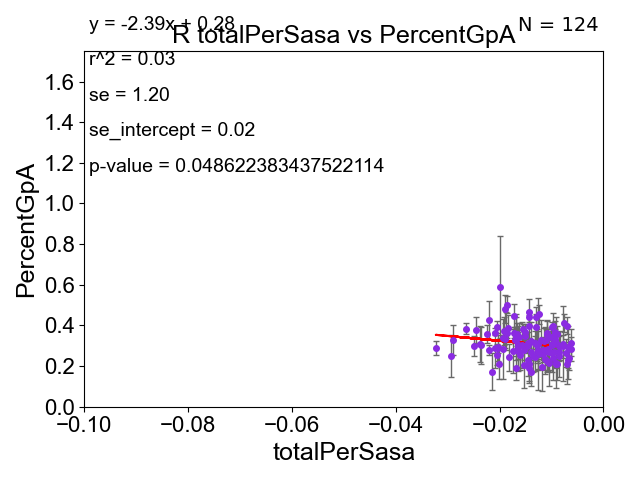 y = -2.39x + 0.28
N = 124
R totalPerSasa vs PercentGpA
r^2 = 0.03
se = 1.20
se_intercept = 0.02
p-value = 0.048622383437522114
PercentGpA
1.6
1.4
1.2
1.0
0.8
0.6
0.4
0.2
0.0
−0.10 −0.08 −0.06 −0.04 −0.02 0.00
totalPerSasa